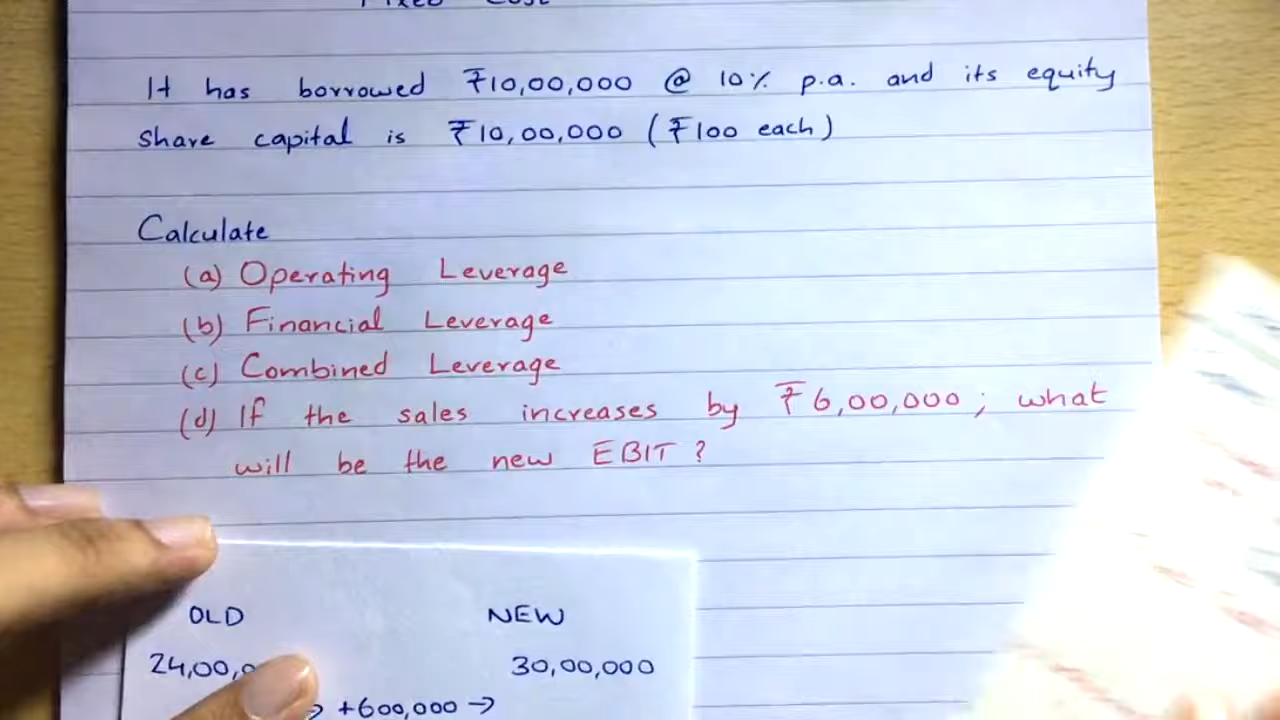 Fixed Cost
It has borrowed ₹10,00,000 @ 10% p.a. and its equity
share capital is ₹10,00,000 (₹100 each)
Calculate
(a) Operating Leverage
(b) Financial Leverage
(c) Combined Leverage
(d) If the sales increases by ₹6,00,000; what
will be the new EBIT?
OLD NEW
30,00,000
+600,000 →